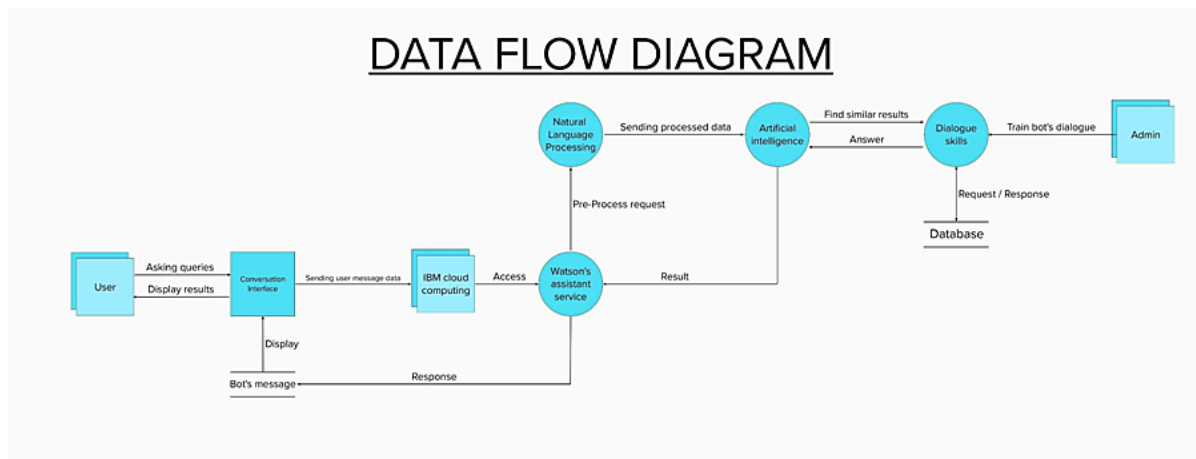 DATA FLOW DIAGRAM
Natural
Language
Processing
Sending processed data
Artificial
intelligence
Find similar results
Answer
Dialogue
skills
Train bot's dialogue
Admin
Pre-Process request
Request / Response
Database
User
Asking queries
Display results
Conversation
Interface
Sending user message data
IBM cloud
computing
Access
Watson's
assistant
service
Result
Display
Bot's message
Response